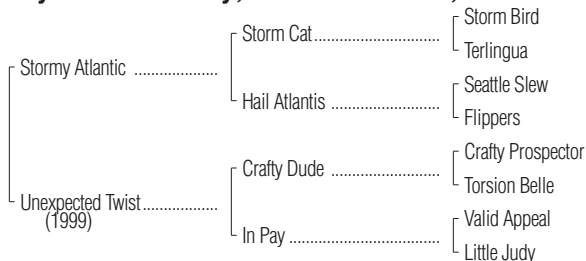 Storm Bird
Storm Cat
Terlingua
Stormy Atlantic
Seattle Slew
Hail Atlantis
Flippers
Crafty Prospector
Crafty Dude
Torsion Belle
Unexpected Twist
(1999)
Valid Appeal
In Pay
Little Judy